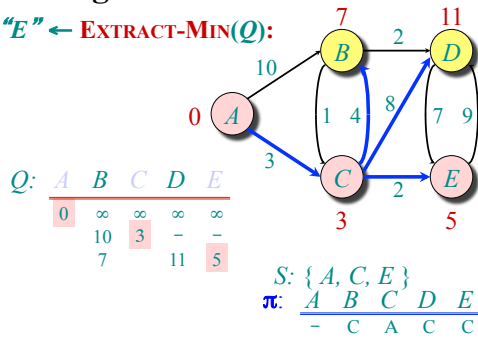 “E” ← EXTRACT-MIN(Q):
7 11
B 2 D
10
0 A 1 4 8 7 9
3
C 2 E
3 5
Q: A B C D E
0 ∞ ∞ ∞ ∞
10 3 – –
7 11 5
S: { A, C, E }
π: A B C D E
– C A C C